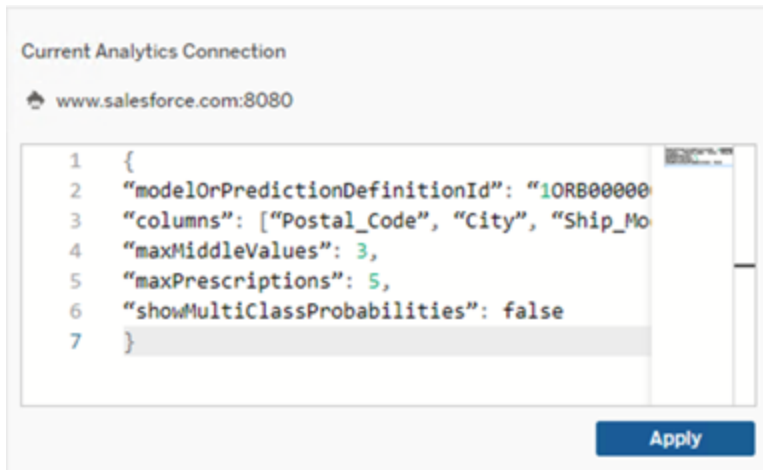 Current Analytics Connection
www.salesforce.com:8080
1 {
2 “modelOrPredictionDefinitionId”: “1ORB00000
3 “columns”: [“Postal_Code”, “City”, “Ship_Mo
4 “maxMiddleValues”: 3,
5 “maxPrescriptions”: 5,
6 “showMultiClassProbabilities”: false
7 }
Apply